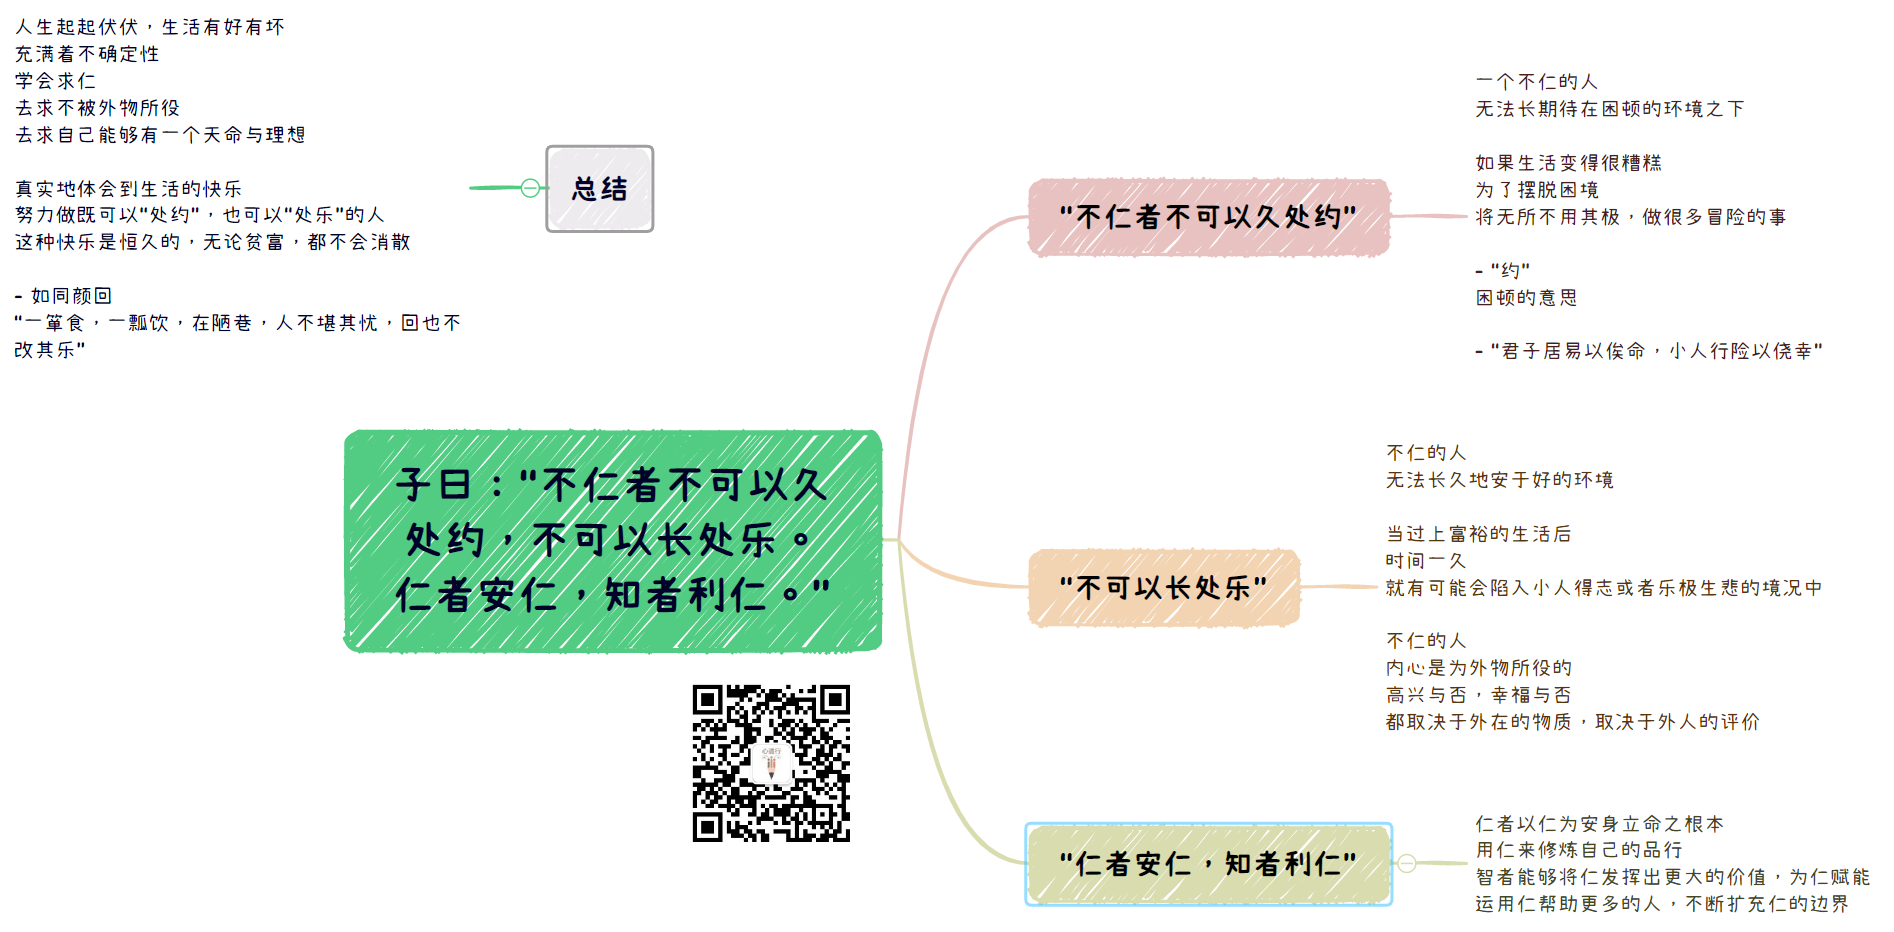 人生起起伏伏，生活有好有坏
充满着不确定性
学会求仁
去求不被外物所役
去求自己能够有一个天命与理想
真实地体会到生活的快乐
努力做既可以"处约"，也可以"处乐"的人
这种快乐是恒久的，无论贫富，都不会消散
- 如同颜回
"一箪食，一瓢饮，在陋巷，人不堪其忧，回也不
改其乐"
总结
子曰："不仁者不可以久
处约，不可以长处乐。
仁者安仁，知者利仁。"
心谱行
"不仁者不可以久处约"
一个不仁的人
无法长期待在困顿的环境之下
如果生活变得很糟糕
为了摆脱困境
将无所不用其极，做很多冒险的事
- "约"
困顿的意思
- "君子居易以俟命，小人行险以侥幸"
"不可以长处乐"
不仁的人
无法长久地安于好的环境
当过上富裕的生活后
时间一久
就有可能会陷入小人得志或者乐极生悲的境况中
不仁的人
内心是为外物所役的
高兴与否，幸福与否
都取决于外在的物质，取决于外人的评价
"仁者安仁，知者利仁"
仁者以仁为安身立命之根本
用仁来修炼自己的品行
智者能够将仁发挥出更大的价值，为仁赋能
运用仁帮助更多的人，不断扩充仁的边界